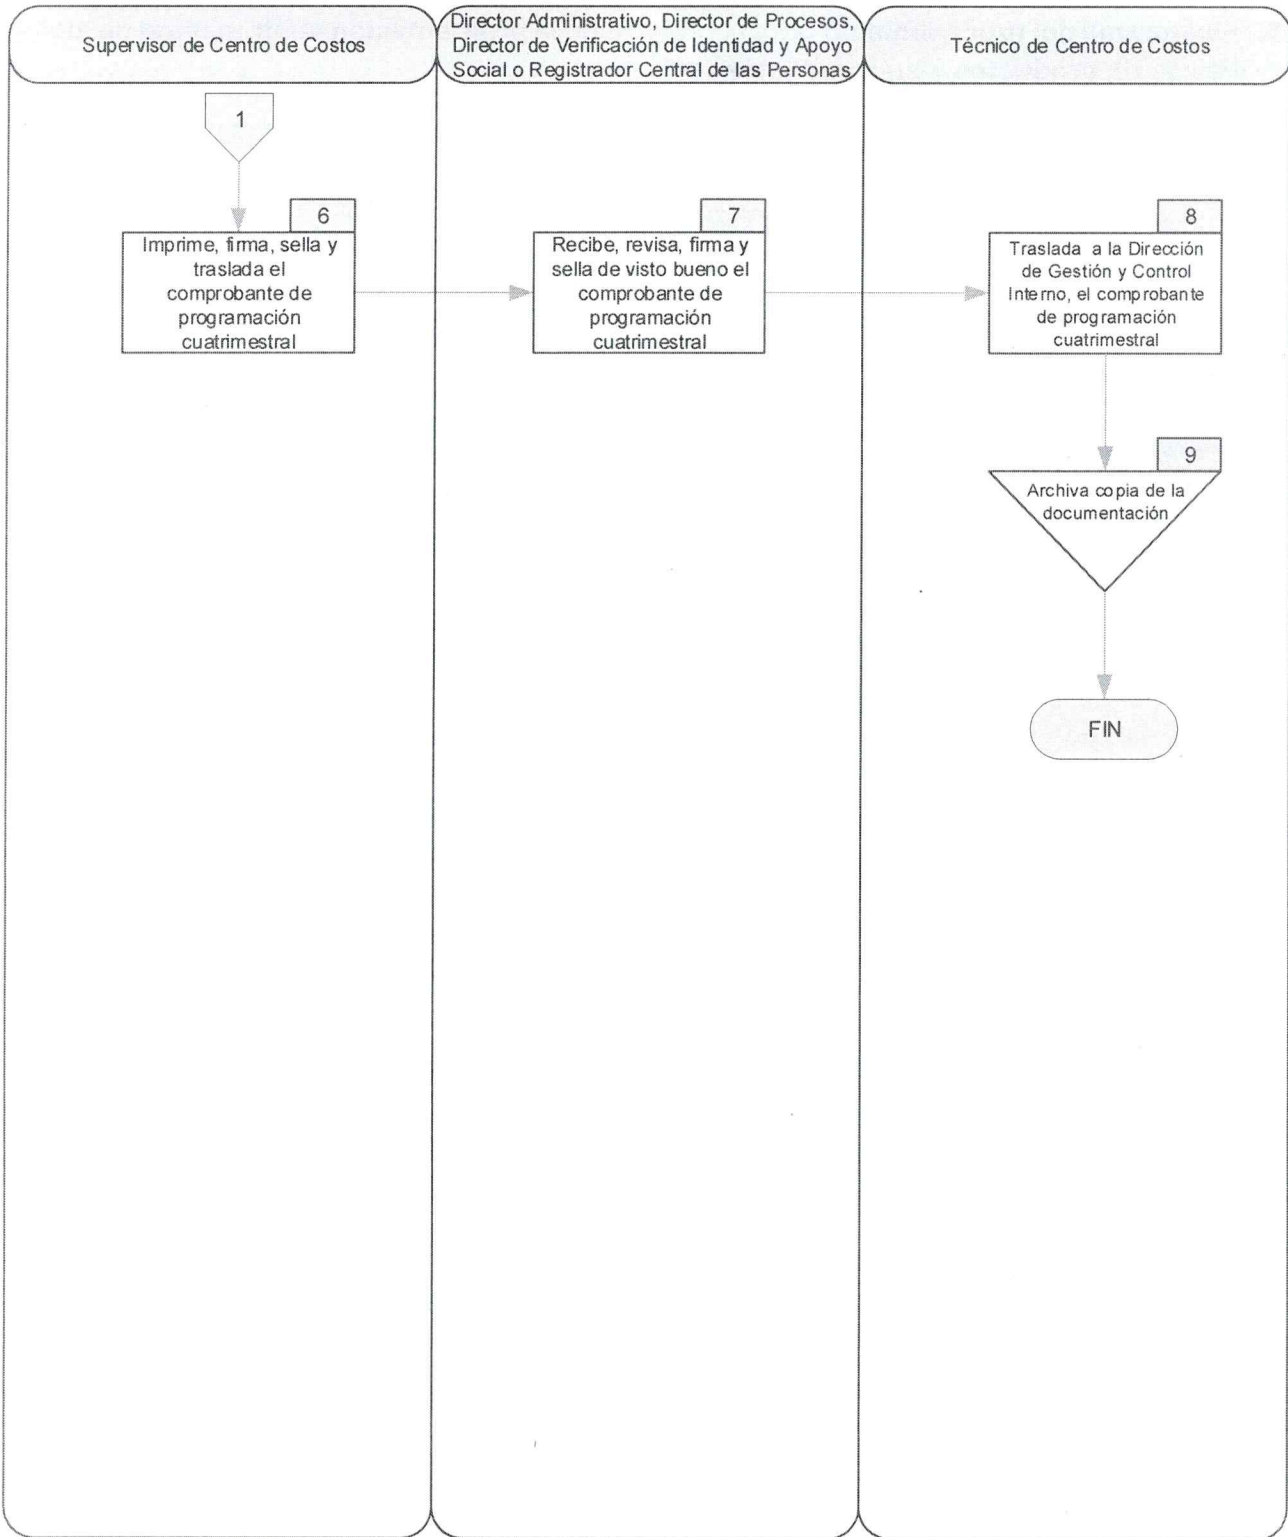 Supervisor de Centro de Costos
Director Administrativo, Director de Procesos,
Director de Verificación de Identidad y Apoyo
Social o Registrador Central de las Personas
Técnico de Centro de Costos
1
6
Imprime, firma, sella y
traslada el
comprobante de
programación
cuatrimestral
7
Recibe, revisa, firma y
sella de visto bueno el
comprobante de
programación
cuatrimestral
8
Traslada a la Dirección
de Gestión y Control
Interno, el comprobante
de programación
cuatrimestral
9
Archiva copia de la
documentación
FIN